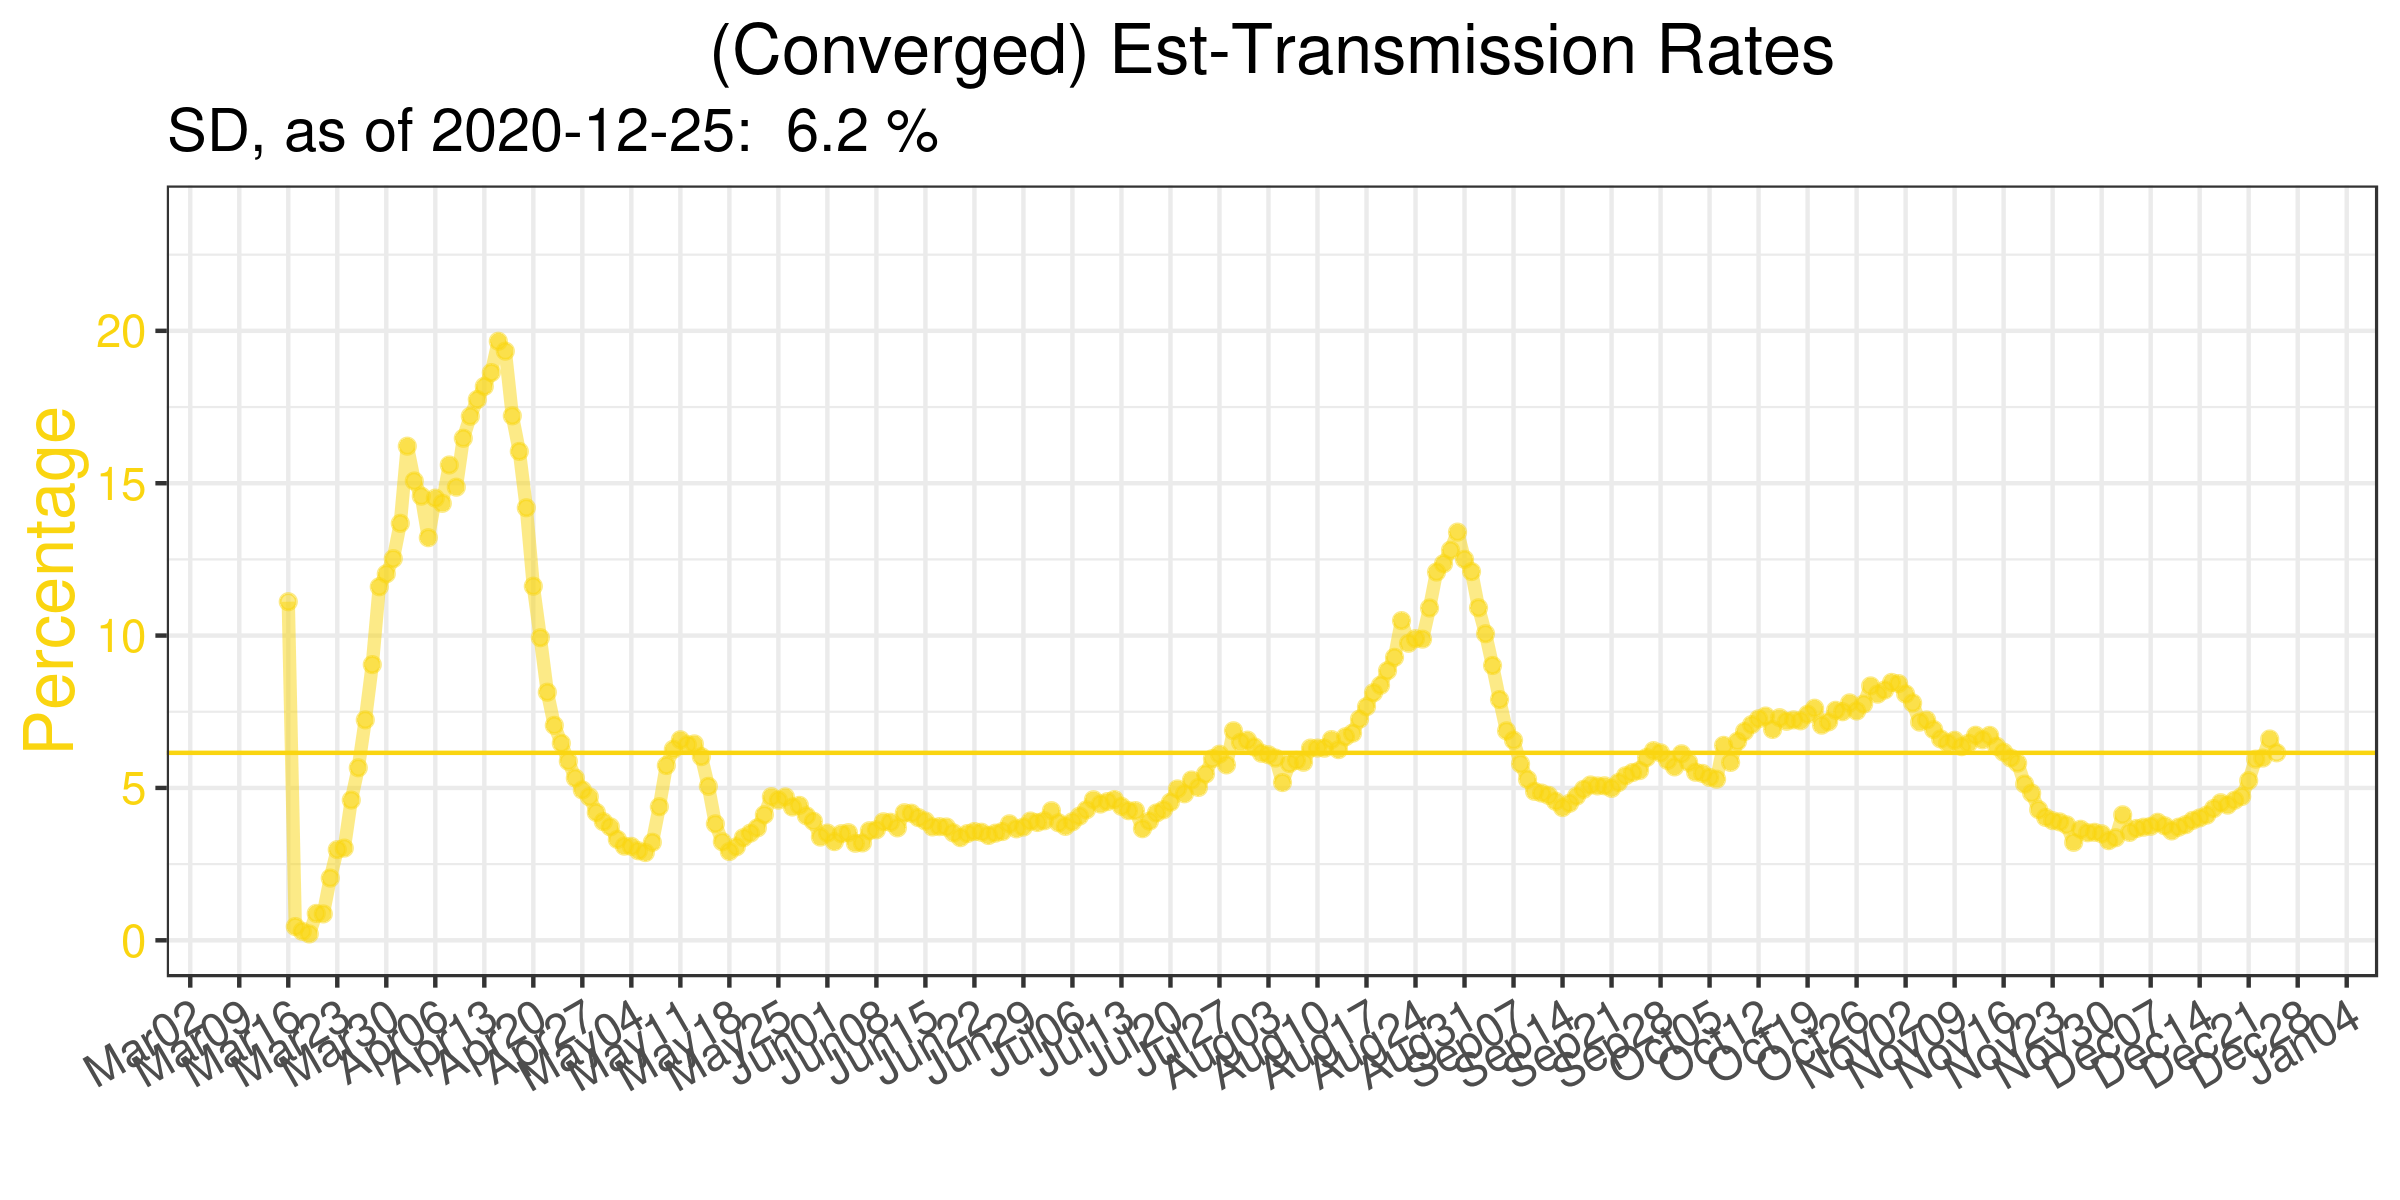 (Converged) Est-Transmission Rates
SD, as of 2020-12-25:  6.2 %
Percentage
20
15
10
5
0
Mar02
Mar09
Mar16
Mar23
Mar30
Apr06
Apr13
Apr20
Apr27
May04
May11
May18
May25
Jun01
Jun08
Jun15
Jun22
Jun29
Jul06
Jul13
Jul20
Jul27
Aug03
Aug10
Aug17
Aug24
Aug31
Sep07
Sep14
Sep21
Sep28
Oct05
Oct12
Oct19
Oct26
Nov02
Nov09
Nov16
Nov23
Nov30
Dec07
Dec14
Dec21
Dec28
Jan04